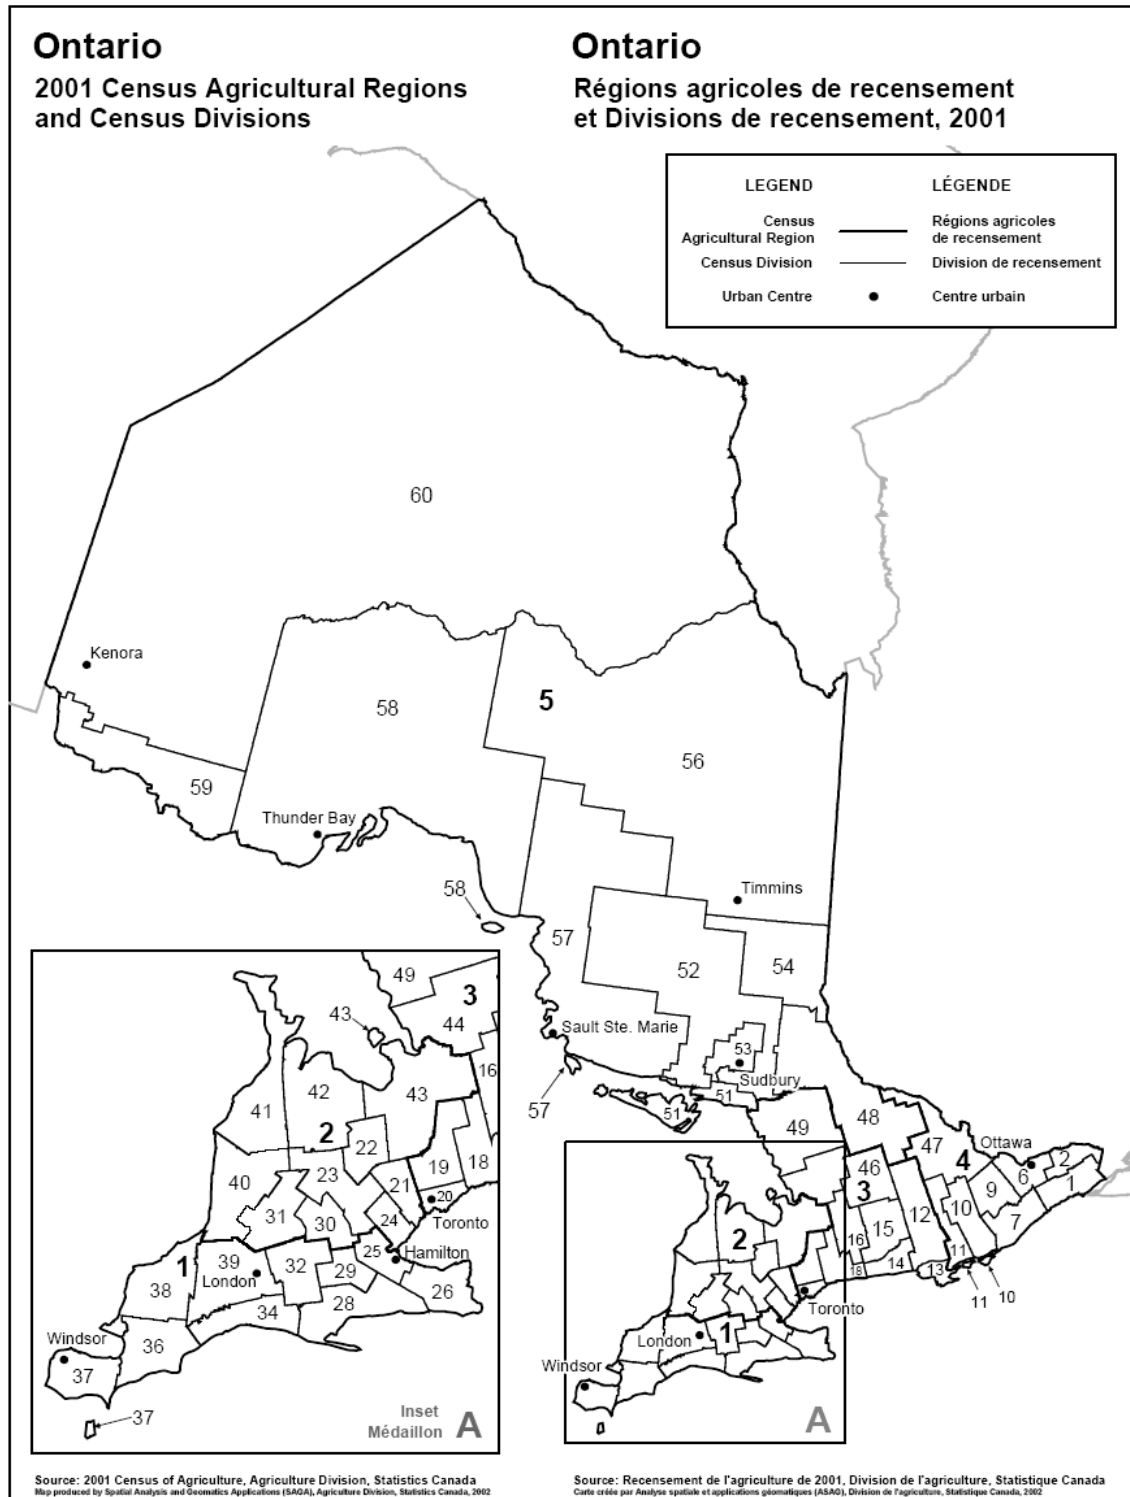 Ontario
2001 Census Agricultural Regions
and Census Divisions
Ontario
Régions agricoles de recensement
et Divisions de recensement, 2001
LEGEND
LÉGENDE
Census
Agricultural Region
Régions agricoles
de recensement
Census Division
Division de recensement
Urban Centre
Centre urbain
60
Kenora
5
58
56
59
Thunder Bay
Timmins
58
57
52
54
Sault Ste. Marie
53
Sudbury
57
51
51
49
48
47
Ottawa
46
4
2
6
1
3
9
10
12
7
2
15
16
14
11
18
13
11
10
Toronto
London
1
Windsor
A
49
3
43
44
16
42
43
41
2
22
19
18
40
23
21
20
31
30
24
Toronto
1
39
25
Hamilton
38
London
32
29
26
34
28
Windsor
36
37
37
Inset
Médaillon
A
Source: 2001 Census of Agriculture, Agriculture Division, Statistics Canada
Map produced by Spatial Analysis and Geomatics Applications (SAGA), Agriculture Division, Statistics Canada, 2002
Source: Recensement de l'agriculture de 2001, Division de l'agriculture, Statistique Canada
Carte créée par Analyse spatiale et applications géomatiques (ASAG), Division de l'agriculture, Statistique Canada, 2002